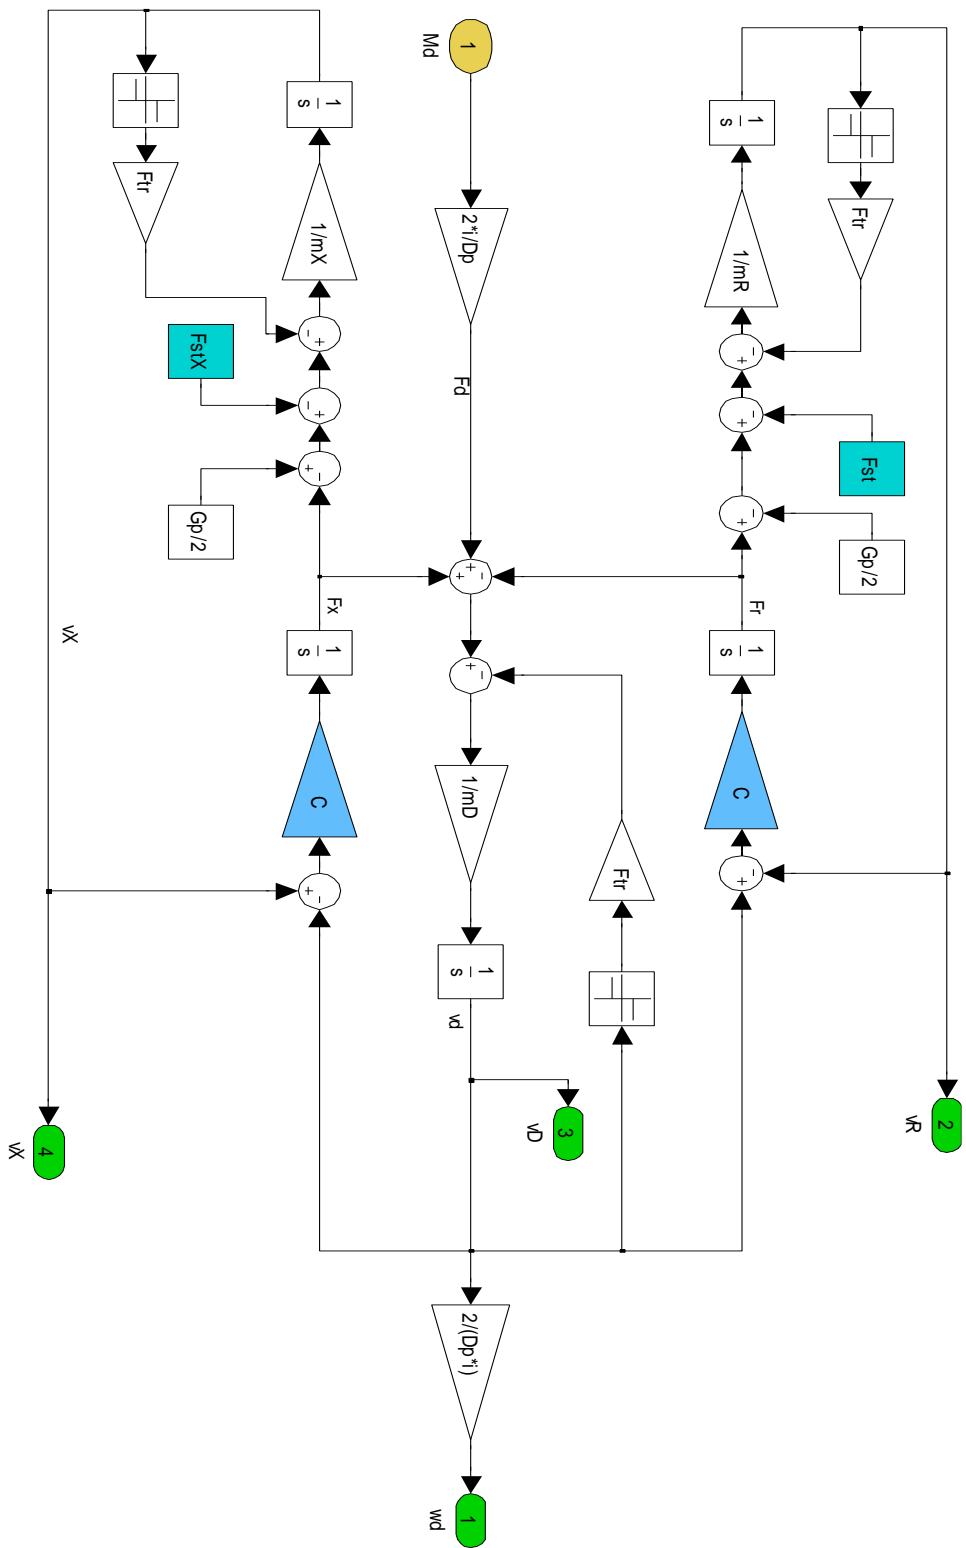 2
vR
Ftr
Fst
Gp/2
1
s
1/mR
Fr
1
s
C
Ftr
3
vD
1
Md
2*i/Dp
Fd
1/mD
1
s
vd
2/(Dp*i)
1
wd
1
s
1/mX
Fx
1
s
C
FstX
Gp/2
Ftr
vX
4
vX